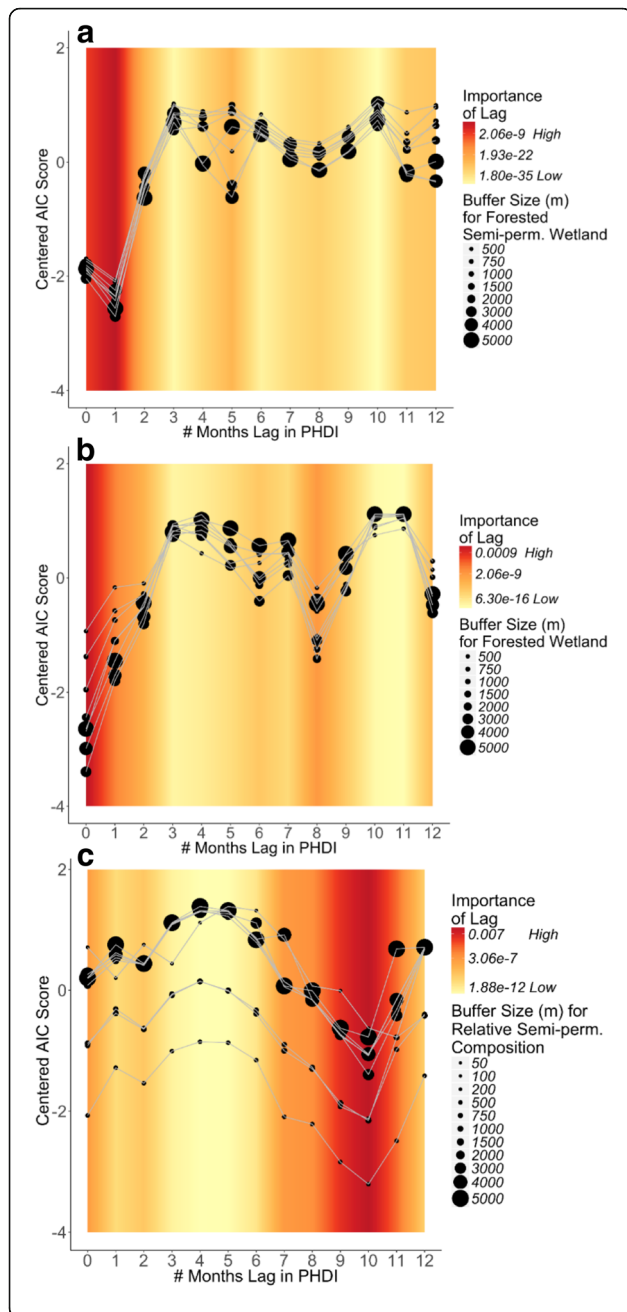 a
Centered AIC Score
2
0
-2
-4
0 1 2 3 4 5 6 7 8 9 10 11 12
# Months Lag in PHDI
Importance
of Lag
2.06e-9 High
1.93e-22
1.80e-35 Low
Buffer Size (m)
for Forested
Semi-perm. Wetland
500
750
1000
1500
2000
3000
4000
5000
b
Centered AIC Score
2
0
-2
-4
0 1 2 3 4 5 6 7 8 9 10 11 12
# Months Lag in PHDI
Importance
of Lag
0.0009 High
2.06e-9
6.30e-16 Low
Buffer Size (m)
for Forested Wetland
500
750
1000
1500
2000
3000
4000
5000
c
Centered AIC Score
2
0
-2
-4
0 1 2 3 4 5 6 7 8 9 10 11 12
# Months Lag in PHDI
Importance
of Lag
0.007 High
3.06e-7
1.88e-12 Low
Buffer Size (m) for
Relative Semi-perm.
Composition
50
100
200
500
750
1000
1500
2000
3000
4000
5000